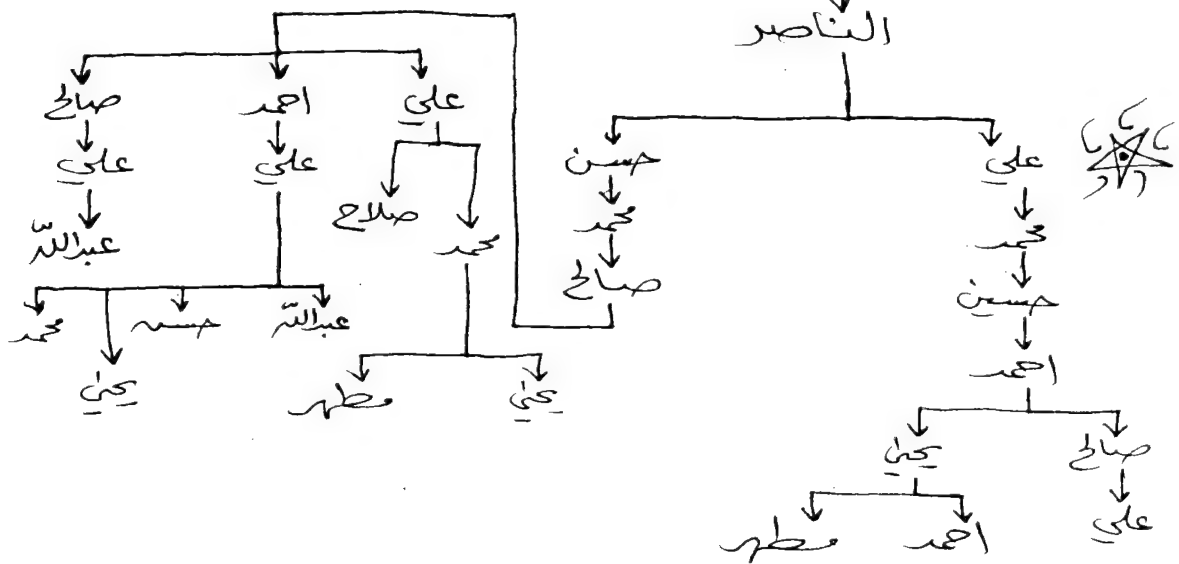 الناصر
علي
احمد
صالح
حسن
علي
علي
علي
محمد
صلاح
محمد
محمد
عبدالله
صالح
حسين
عبدالله
حسن
محمد
احمد
يحيى
يحيى
مطهر
صالح
يحيى
علي
احمد
مطهر